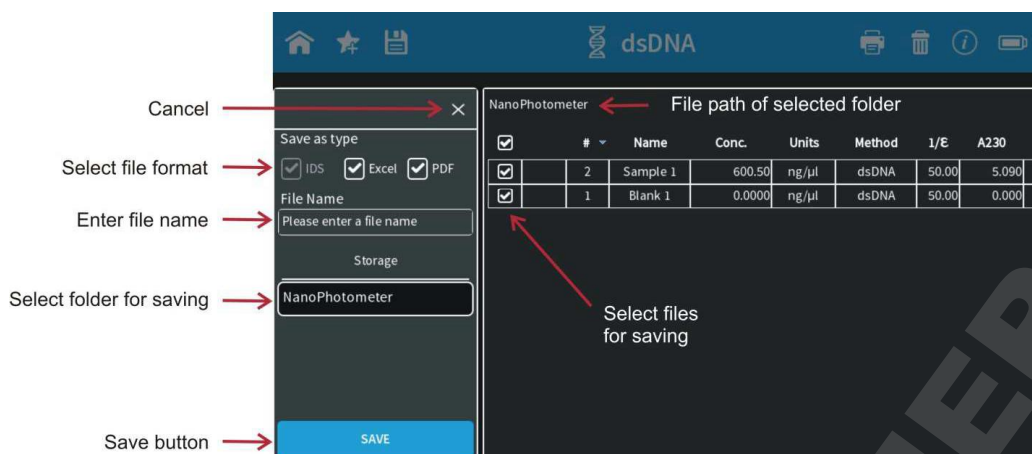 dsDNA
Cancel
Save as type
Select file format
IDS Excel PDF
File Name
Enter file name
Please enter a file name
Storage
Select folder for saving
NanoPhotometer
Save button
SAVE
NanoPhotometer
File path of selected folder
# Name Conc. Units Method 1/ε A230
2 Sample 1 600.50 ng/µl dsDNA 50.00 5.090
1 Blank 1 0.0000 ng/µl dsDNA 50.00 0.000
Select files
for saving